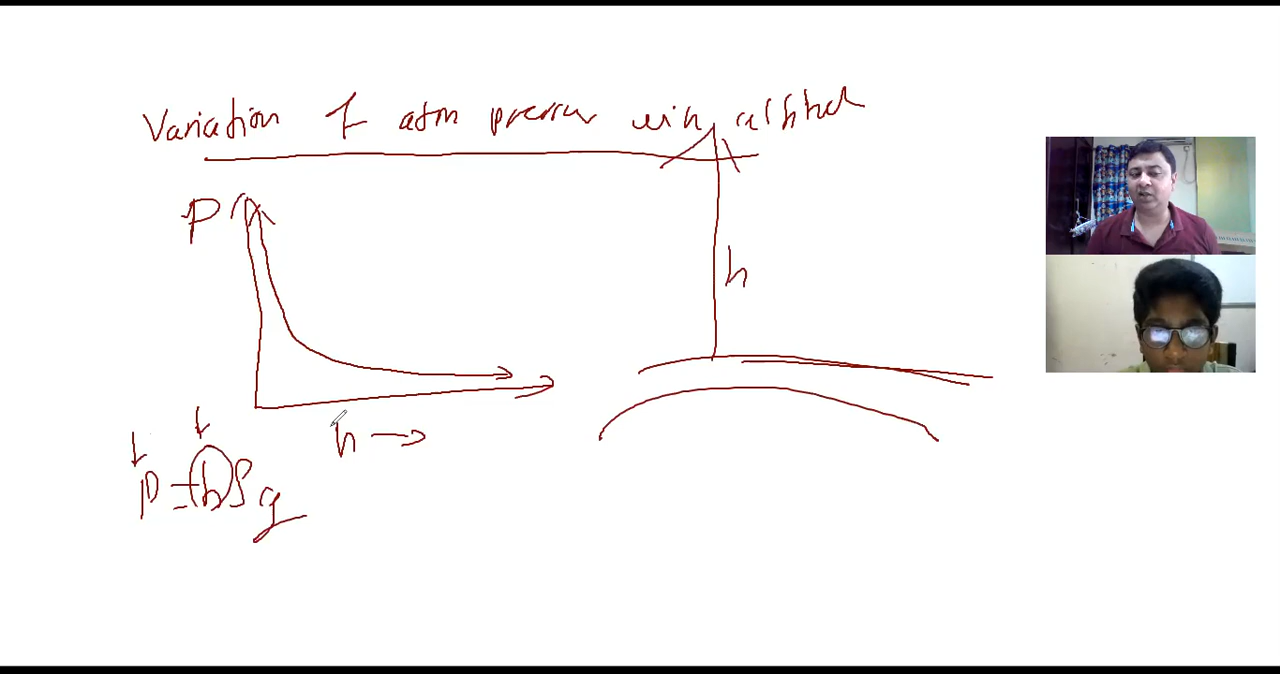 Variation of atm pressure with altitude
P
h
h →
P = hρg